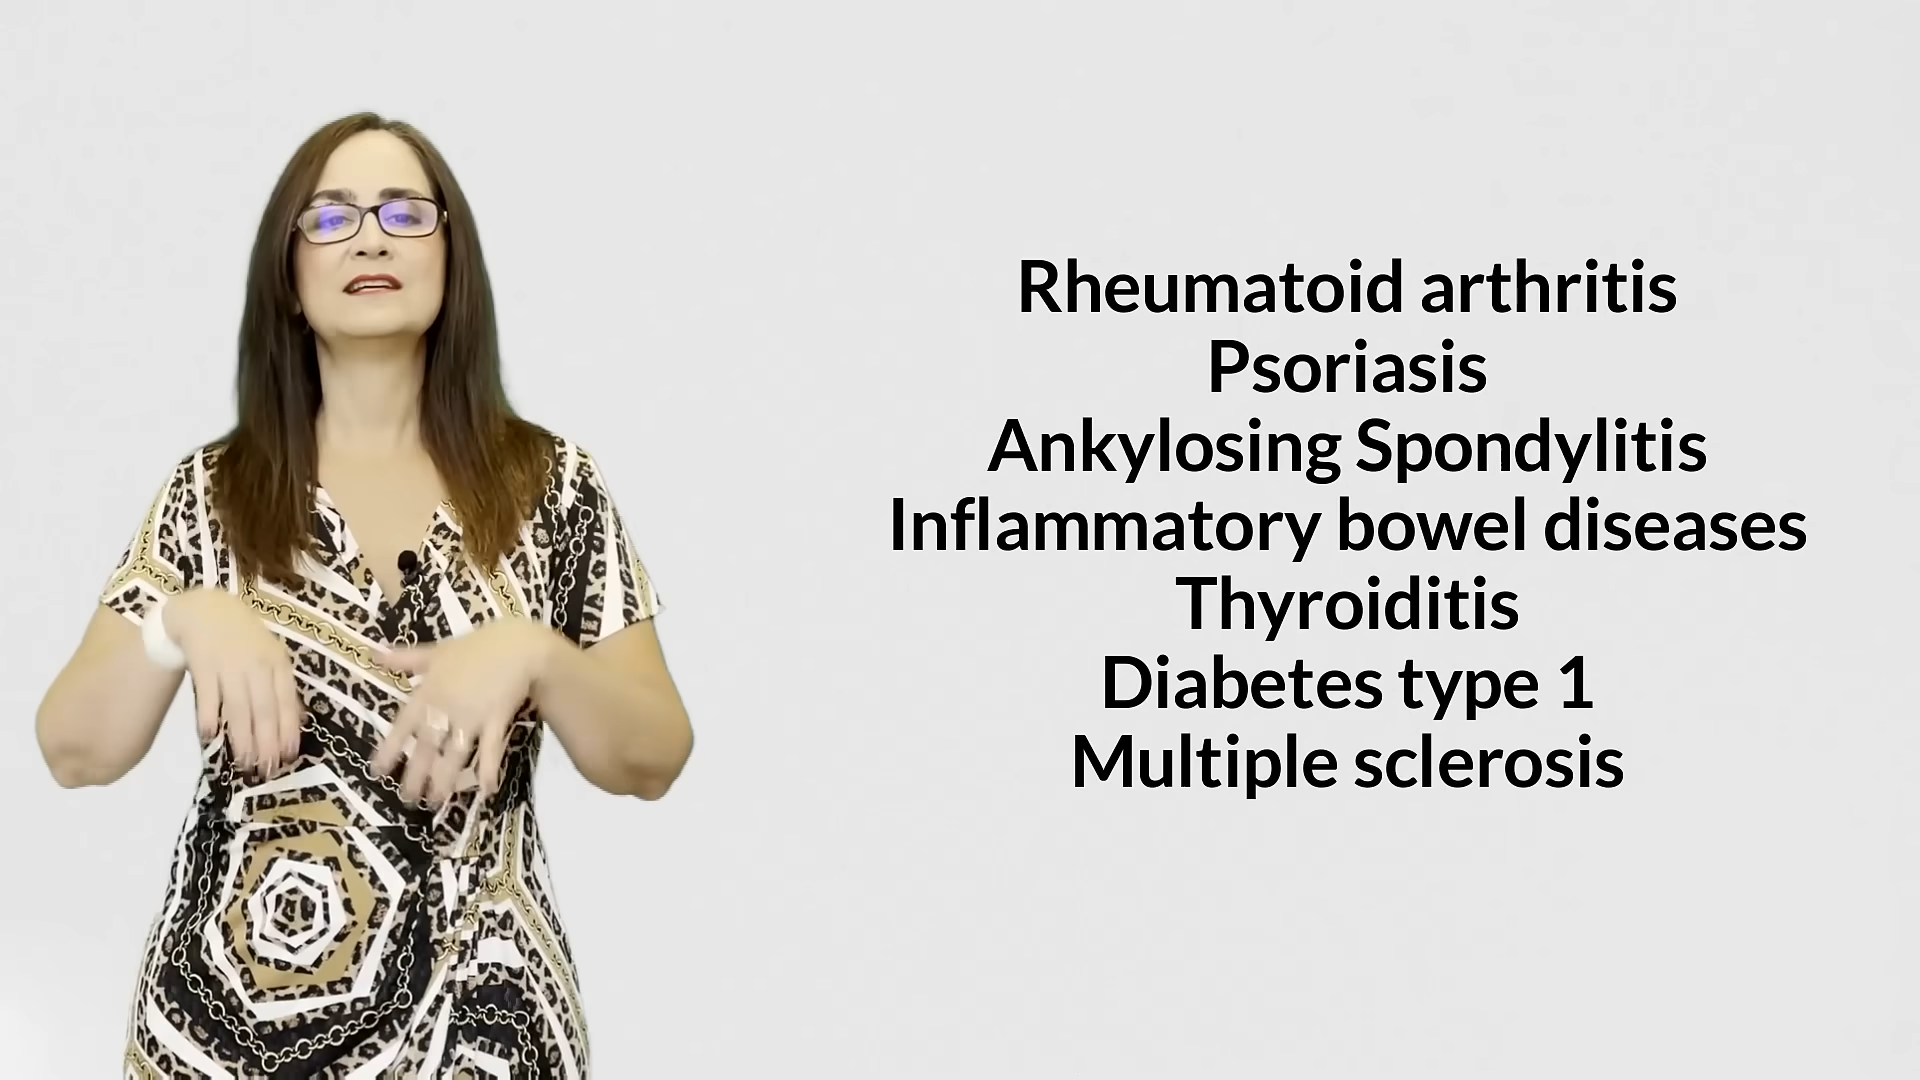 Rheumatoid arthritis
Psoriasis
Ankylosing Spondylitis
Inflammatory bowel diseases
Thyroiditis
Diabetes type 1
Multiple sclerosis